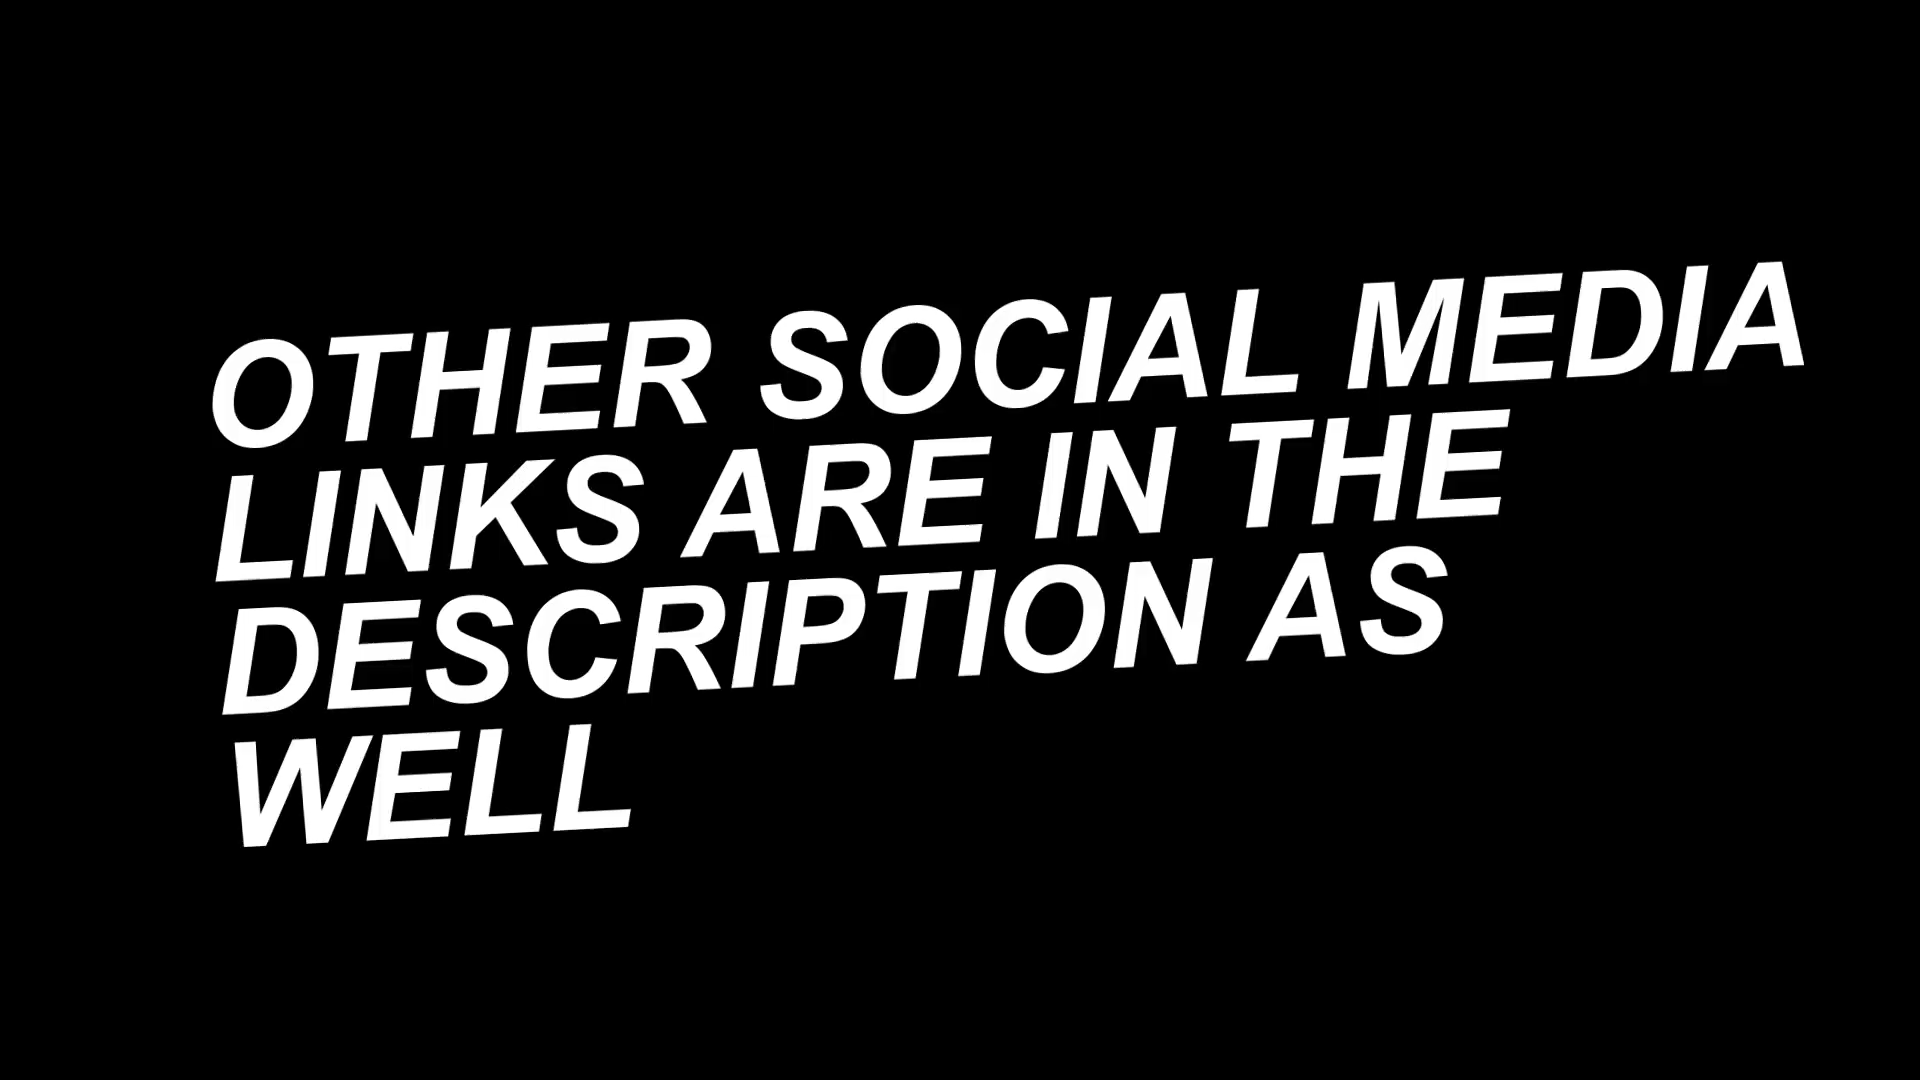 OTHER SOCIAL MEDIA
LINKS ARE IN THE
DESCRIPTION AS
WELL